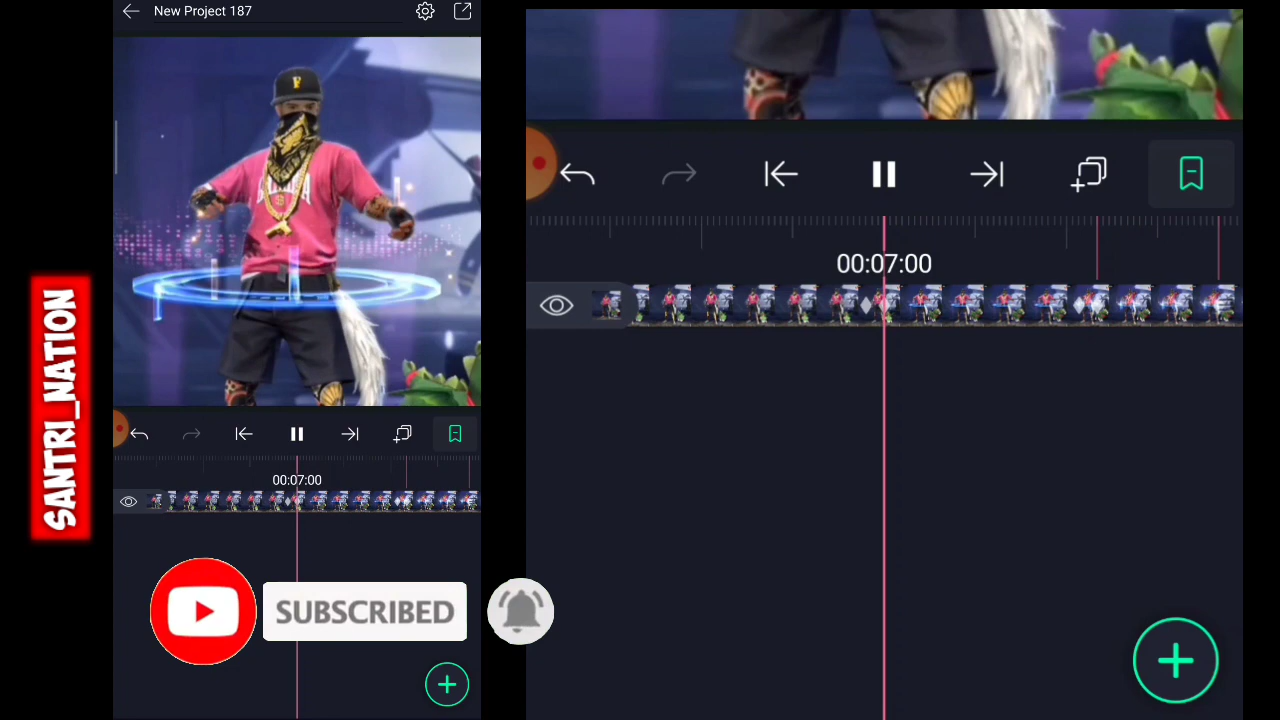 New Project 187
F
00:07:00
00:07:00
SANTRI_NATION
SUBSCRIBED